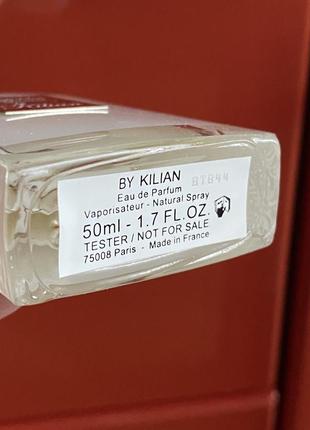 BY KILIAN
Eau de Parfum
BTB44
Vaporisateur - Natural Spray
50ml - 1.7 FL.OZ.
TESTER / NOT FOR SALE
75008 Paris - Made in France